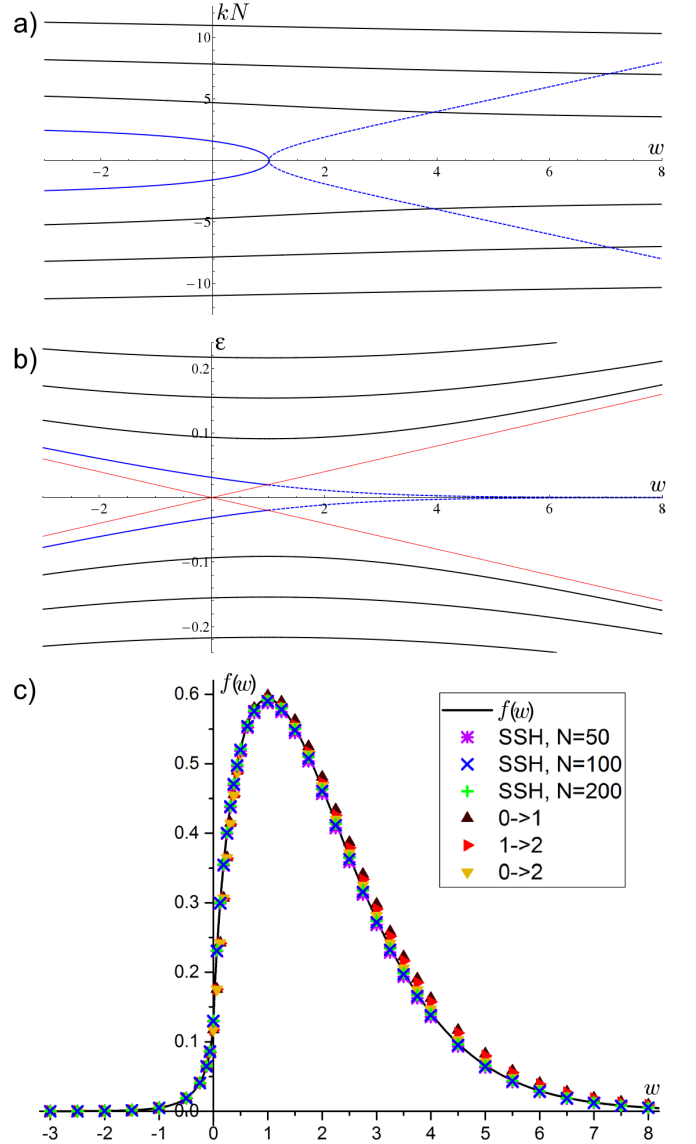 a)
kN
10
5
w
−2
2
4
6
8
−5
−10
b)
ε
0.2
0.1
w
−2
2
4
6
8
−0.1
−0.2
c)
f(w)
0.6
0.5
0.4
0.3
0.2
0.1
0.0
w
-3 -2 -1 0 1 2 3 4 5 6 7 8
f(w)
SSH, N=50
SSH, N=100
SSH, N=200
0->1
1->2
0->2